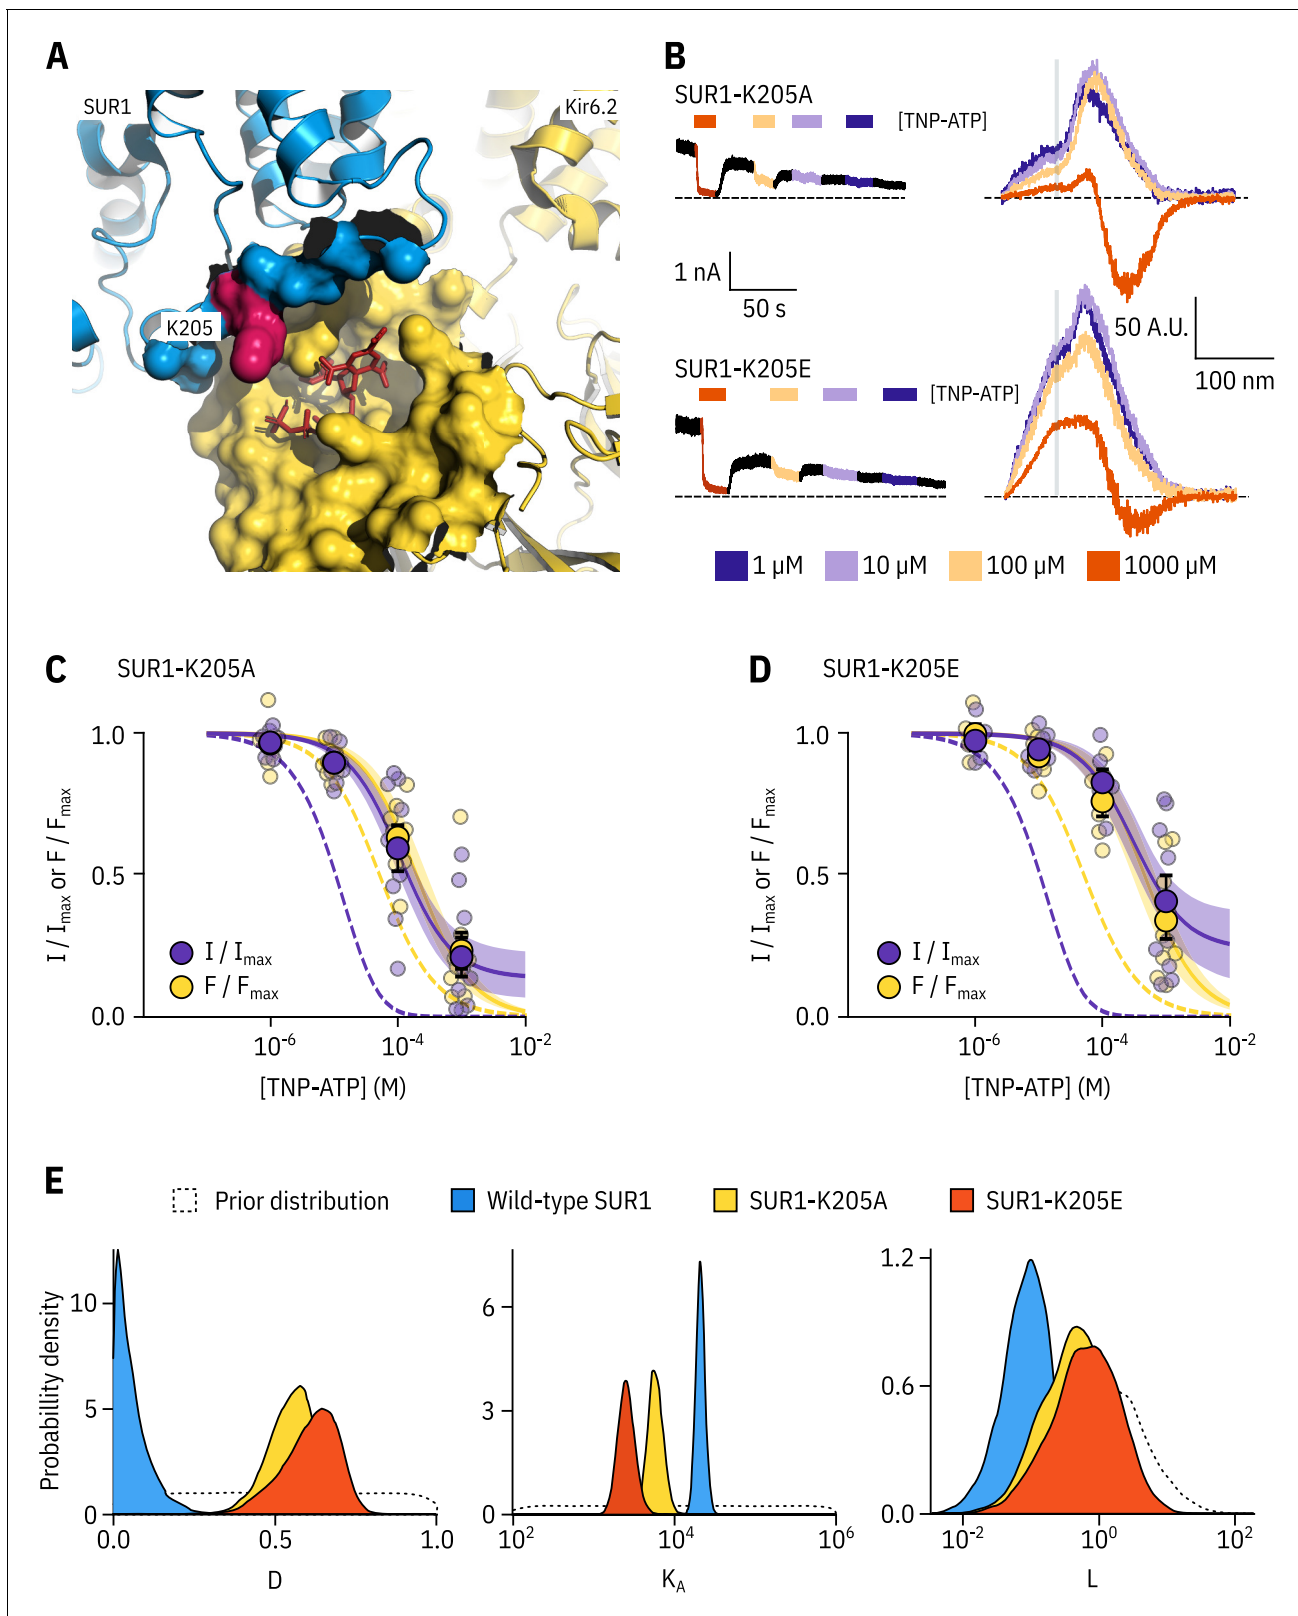 A
SUR1
Kir6.2
K205
B
SUR1-K205A
[TNP-ATP]
1 nA
50 s
50 A.U.
100 nm
SUR1-K205E
[TNP-ATP]
1 µM
10 µM
100 µM
1000 µM
C
SUR1-K205A
I / Imax or F / Fmax
1.0
0.5
0.0
I / Imax
F / Fmax
10-6
10-4
10-2
[TNP-ATP] (M)
D
SUR1-K205E
I / Imax or F / Fmax
1.0
0.5
0.0
I / Imax
F / Fmax
10-6
10-4
10-2
[TNP-ATP] (M)
E
Prior distribution
Wild-type SUR1
SUR1-K205A
SUR1-K205E
Probabillity density
10
5
0
0.0
0.5
1.0
D
6
3
0
102
104
106
KA
1.2
0.6
0.0
10-2
100
102
L